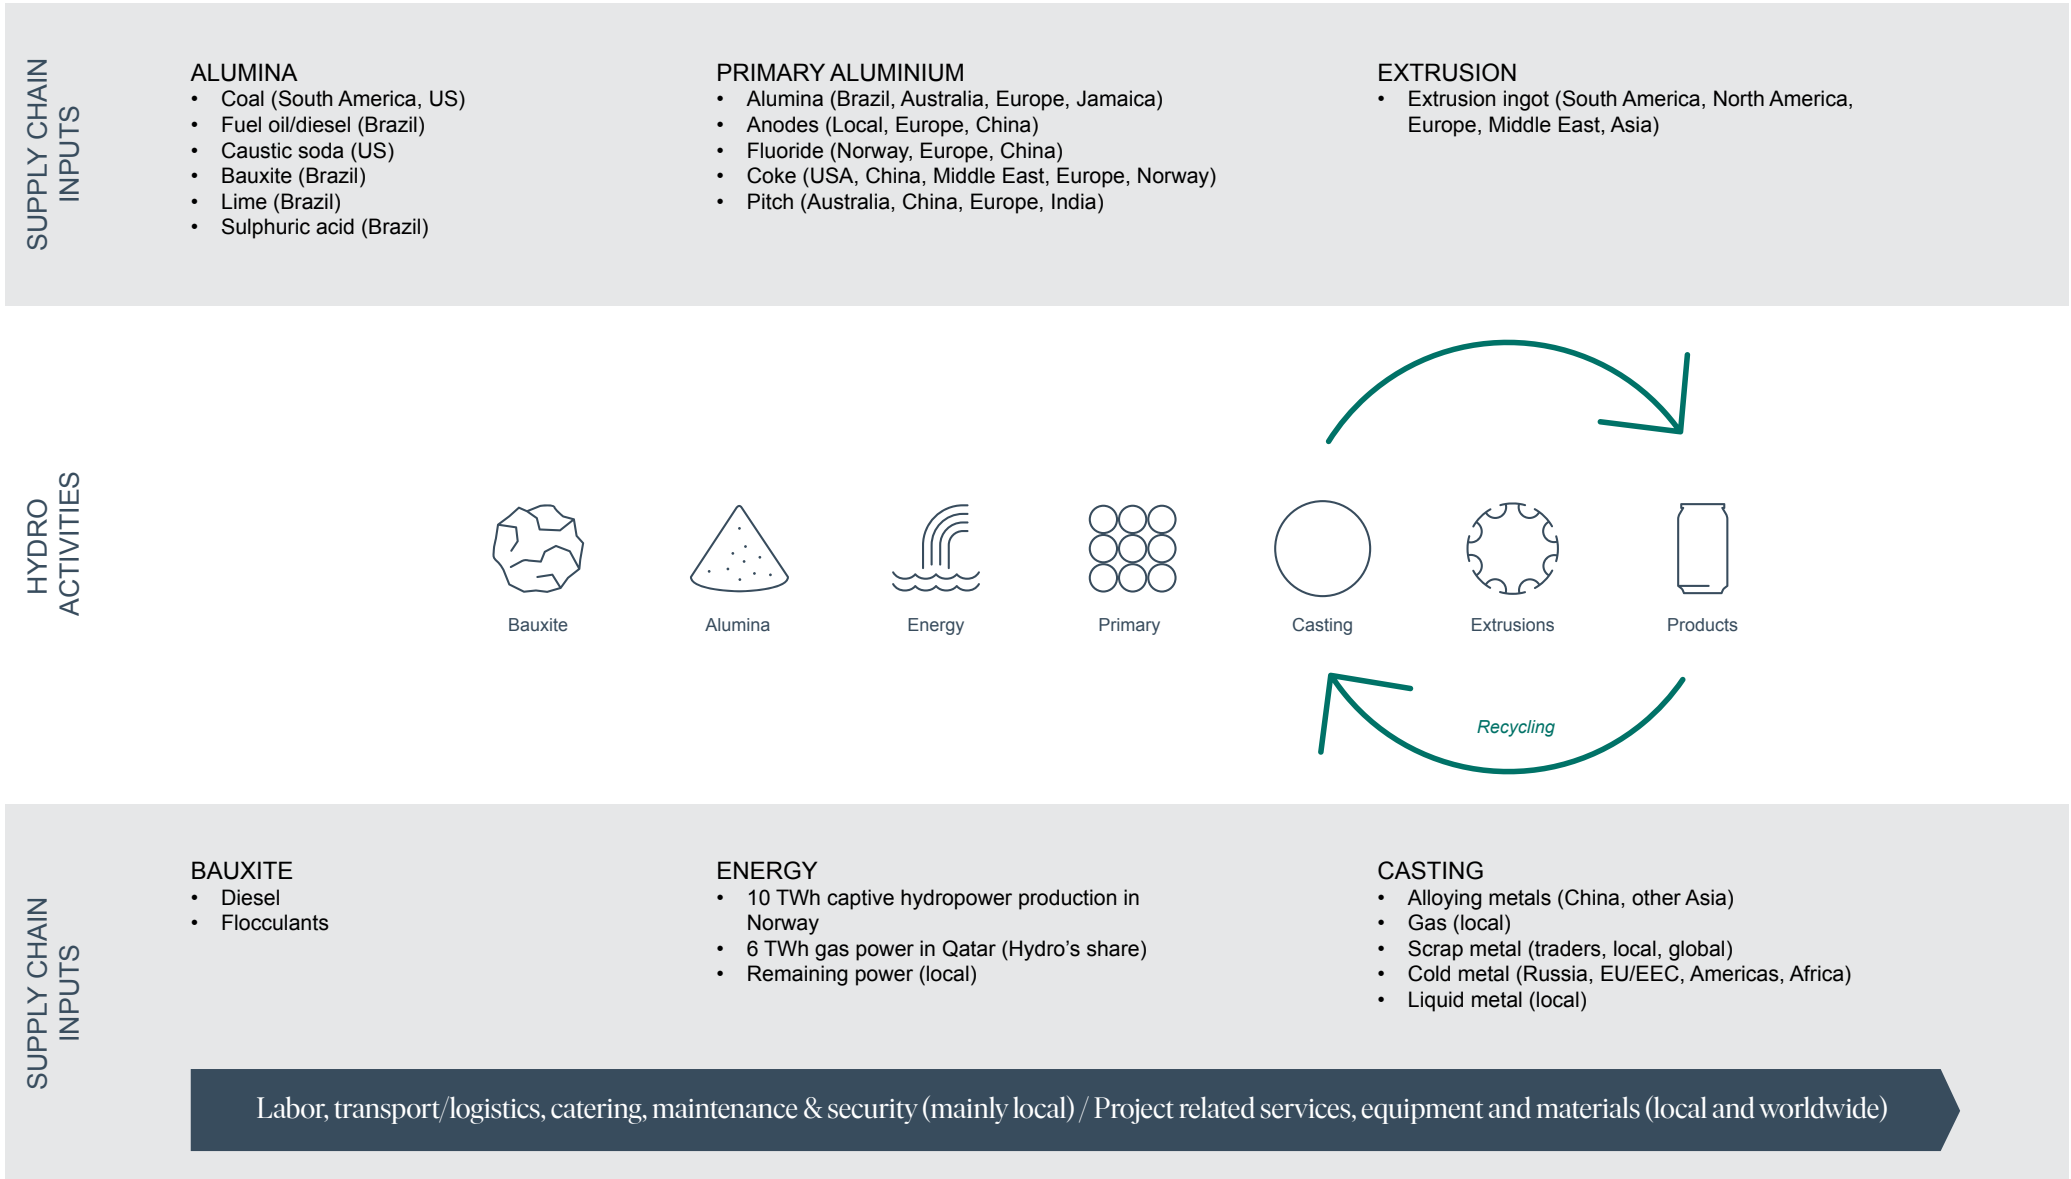 SUPPLY CHAIN
INPUTS
ALUMINA
• Coal (South America, US)
• Fuel oil/diesel (Brazil)
• Caustic soda (US)
• Bauxite (Brazil)
• Lime (Brazil)
• Sulphuric acid (Brazil)
PRIMARY ALUMINIUM
• Alumina (Brazil, Australia, Europe, Jamaica)
• Anodes (Local, Europe, China)
• Fluoride (Norway, Europe, China)
• Coke (USA, China, Middle East, Europe, Norway)
• Pitch (Australia, China, Europe, India)
EXTRUSION
• Extrusion ingot (South America, North America,
Europe, Middle East, Asia)
HYDRO
ACTIVITIES
Bauxite
Alumina
Energy
Primary
Casting
Extrusions
Products
Recycling
SUPPLY CHAIN
INPUTS
BAUXITE
• Diesel
• Flocculants
ENERGY
• 10 TWh captive hydropower production in
Norway
• 6 TWh gas power in Qatar (Hydro’s share)
• Remaining power (local)
CASTING
• Alloying metals (China, other Asia)
• Gas (local)
• Scrap metal (traders, local, global)
• Cold metal (Russia, EU/EEC, Americas, Africa)
• Liquid metal (local)
Labor, transport/logistics, catering, maintenance & security (mainly local) / Project related services, equipment and materials (local and worldwide)